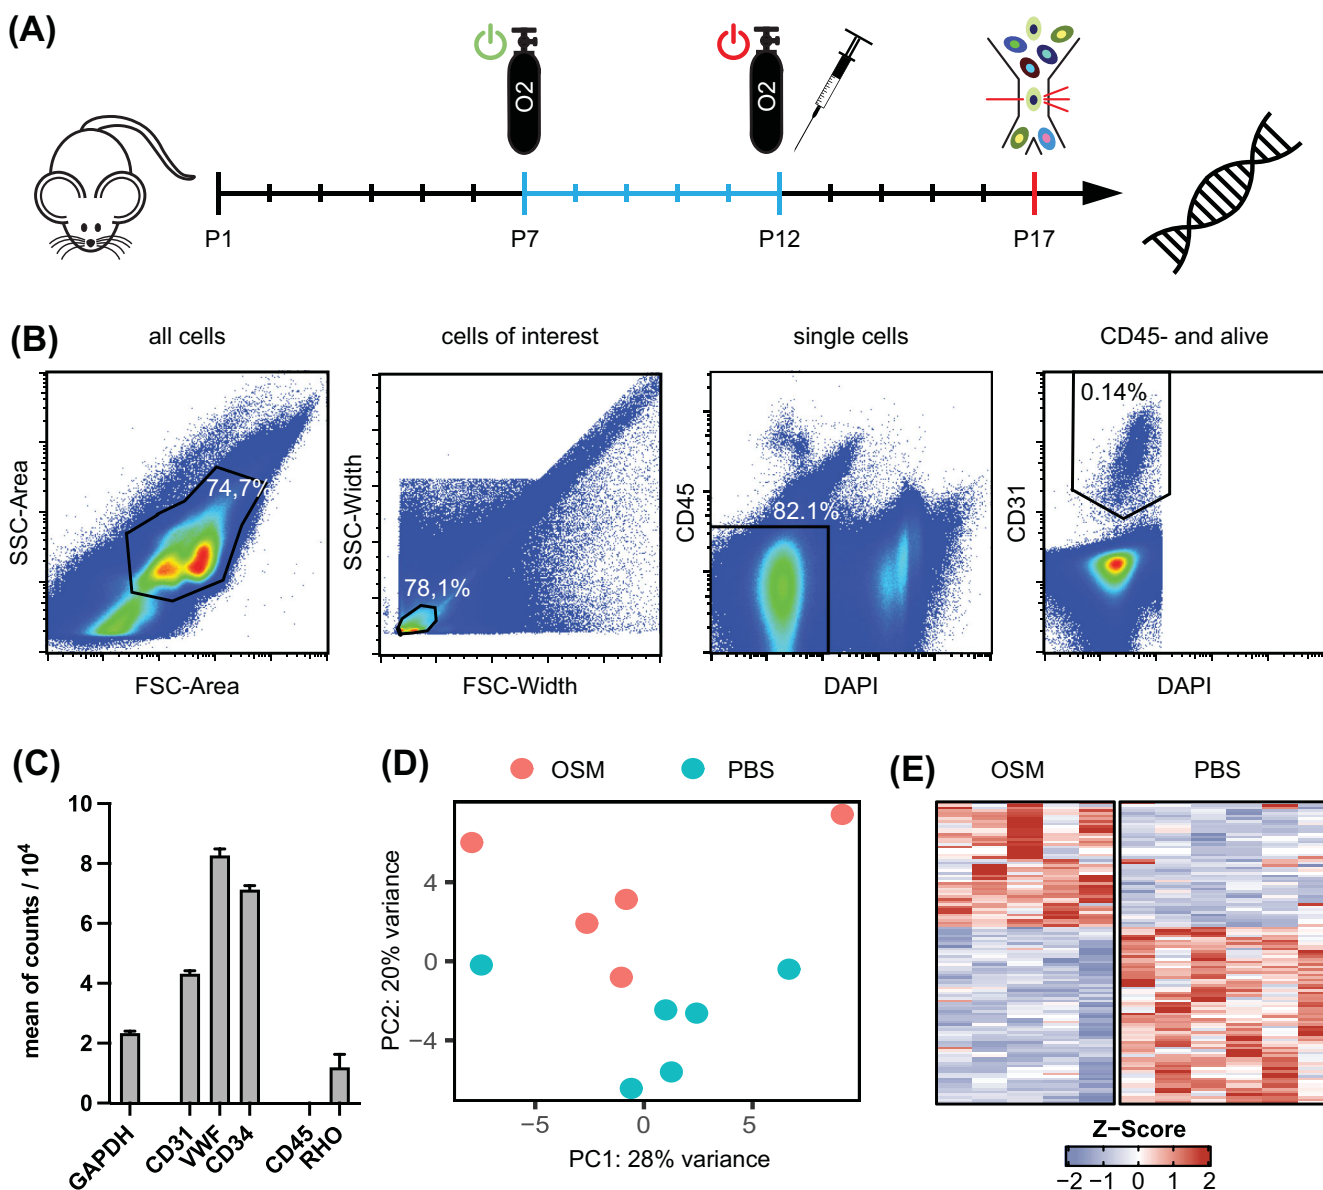 (A)
O2
O2
P1
P7
P12
P17
(B)
all cells
cells of interest
single cells
CD45- and alive
74,7%
78,1%
82.1%
0.14%
SSC-Area
SSC-Width
CD45
CD31
FSC-Area
FSC-Width
DAPI
DAPI
(C)
mean of counts / 10⁴
10
8
6
4
2
0
GAPDH
CD31
VWF
CD34
CD45
RHO
(D)
OSM
PBS
PC2: 20% variance
4
0
−4
−5
0
5
PC1: 28% variance
(E)
OSM
PBS
Z−Score
−2 −1 0 1 2